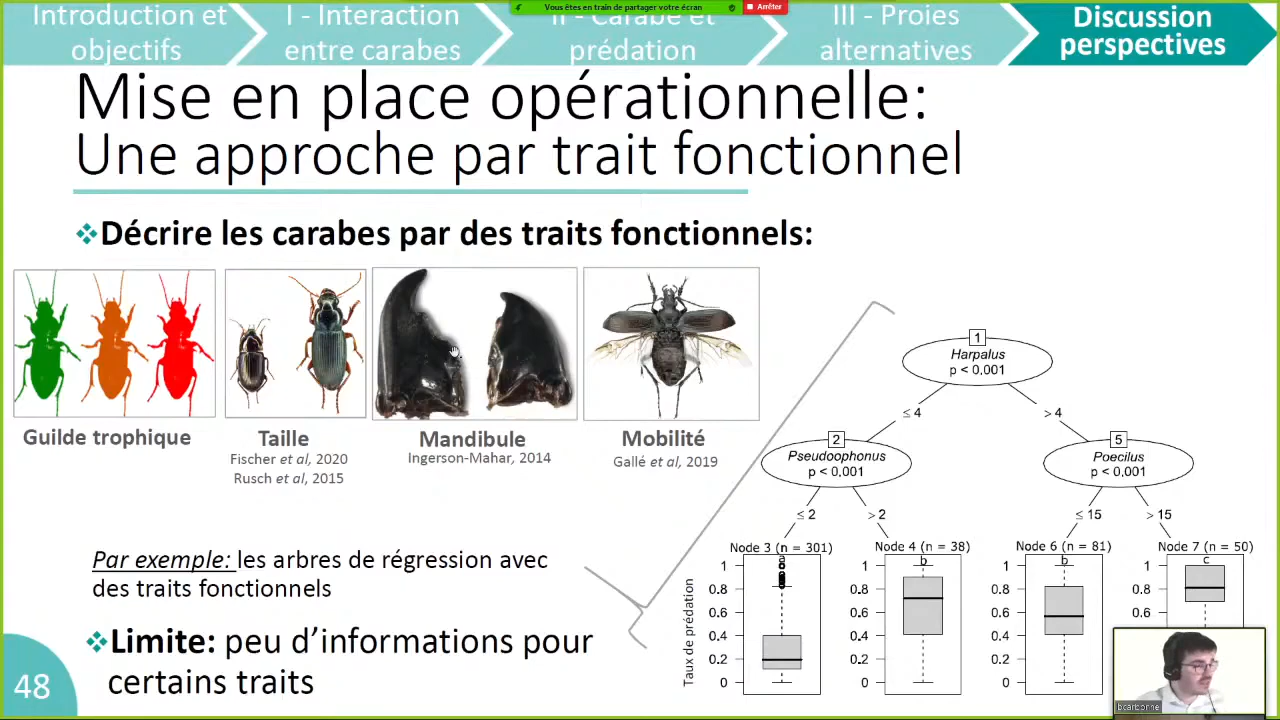 Vous êtes en train de partager votre écran
Arrêter
Introduction et
objectifs
I - Interaction
entre carabes
II - Carabe et
prédation
III - Proies
alternatives
Discussion
perspectives
Mise en place opérationnelle:
Une approche par trait fonctionnel
Décrire les carabes par des traits fonctionnels:
Guilde trophique
Taille
Fischer et al, 2020
Rusch et al, 2015
Mandibule
Ingerson-Mahar, 2014
Mobilité
Gallé et al, 2019
1
Harpalus
p < 0,001
≤ 4
> 4
2
Pseudoophonus
p < 0,001
5
Poecilus
p < 0,001
≤ 2
> 2
≤ 15
> 15
Node 3 (n = 301)
Node 4 (n = 38)
Node 6 (n = 81)
Node 7 (n = 50)
a
b
b
c
Taux de prédation
1
0.8
0.6
0.4
0.2
0
1
0.8
0.6
0.4
0.2
0
1
0.8
0.6
0.4
0.2
0
1
0.8
0.6
Par exemple: les arbres de régression avec
des traits fonctionnels
Limite: peu d’informations pour
certains traits
48
bcarbonne